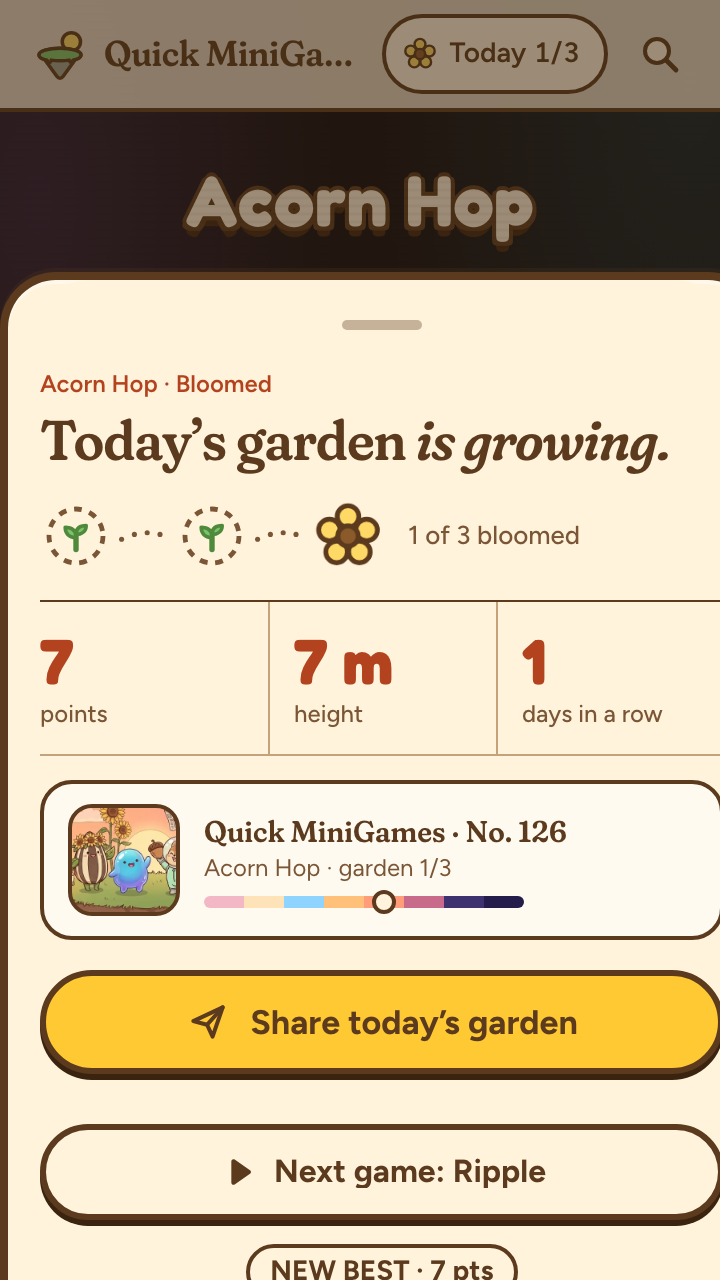 Quick MiniGa...
Today 1/3
Acorn Hop
Acorn Hop · Bloomed
Today’s garden is growing.
1 of 3 bloomed
7
points
7 m
height
1
days in a row
Quick MiniGames · No. 126
Acorn Hop · garden 1/3
Share today’s garden
Next game: Ripple
NEW BEST · 7 pts